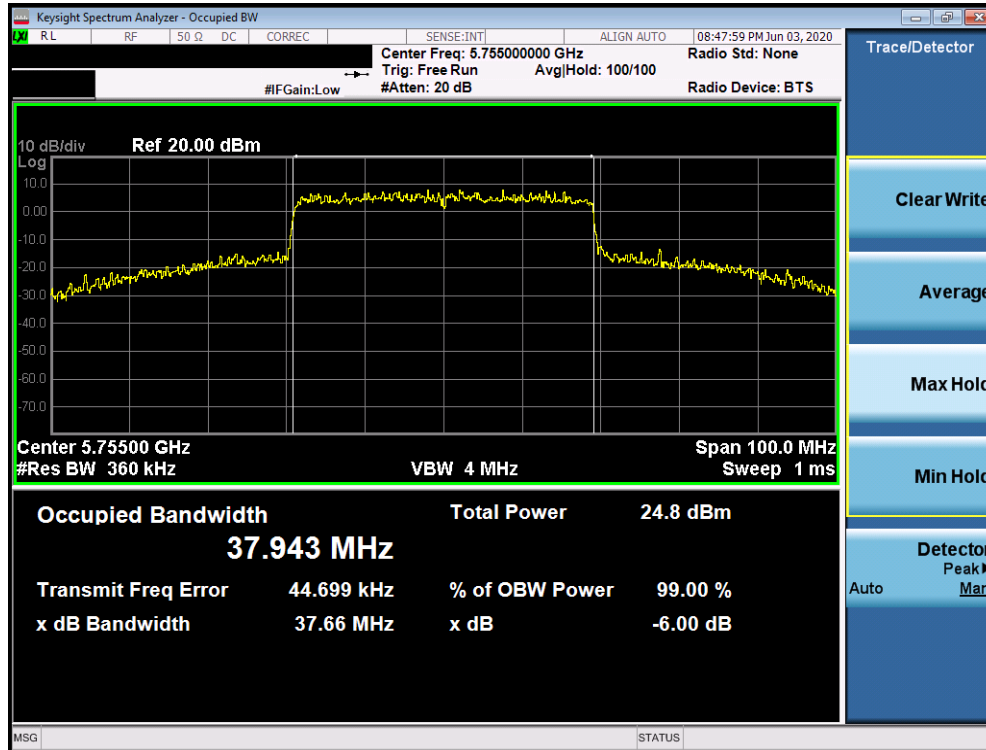 Keysight Spectrum Analyzer - Occupied BW
LXI RL RF 50 Ω DC CORREC SENSE:INT ALIGN AUTO 08:47:59 PM Jun 03, 2020
Center Freq: 5.755000000 GHz Radio Std: None
Trig: Free Run Avg|Hold: 100/100
#IFGain:Low #Atten: 20 dB Radio Device: BTS
Trace/Detector
10 dB/div Ref 20.00 dBm
Log
10.0
0.00
-10.0
-20.0
-30.0
-40.0
-50.0
-60.0
-70.0
Center 5.75500 GHz Span 100.0 MHz
#Res BW 360 kHz VBW 4 MHz Sweep 1 ms
Occupied Bandwidth Total Power 24.8 dBm
37.943 MHz
Transmit Freq Error 44.699 kHz % of OBW Power 99.00 %
x dB Bandwidth 37.66 MHz x dB -6.00 dB
Clear Write
Average
Max Hold
Min Hold
Detector
Peak
Auto Man
MSG STATUS